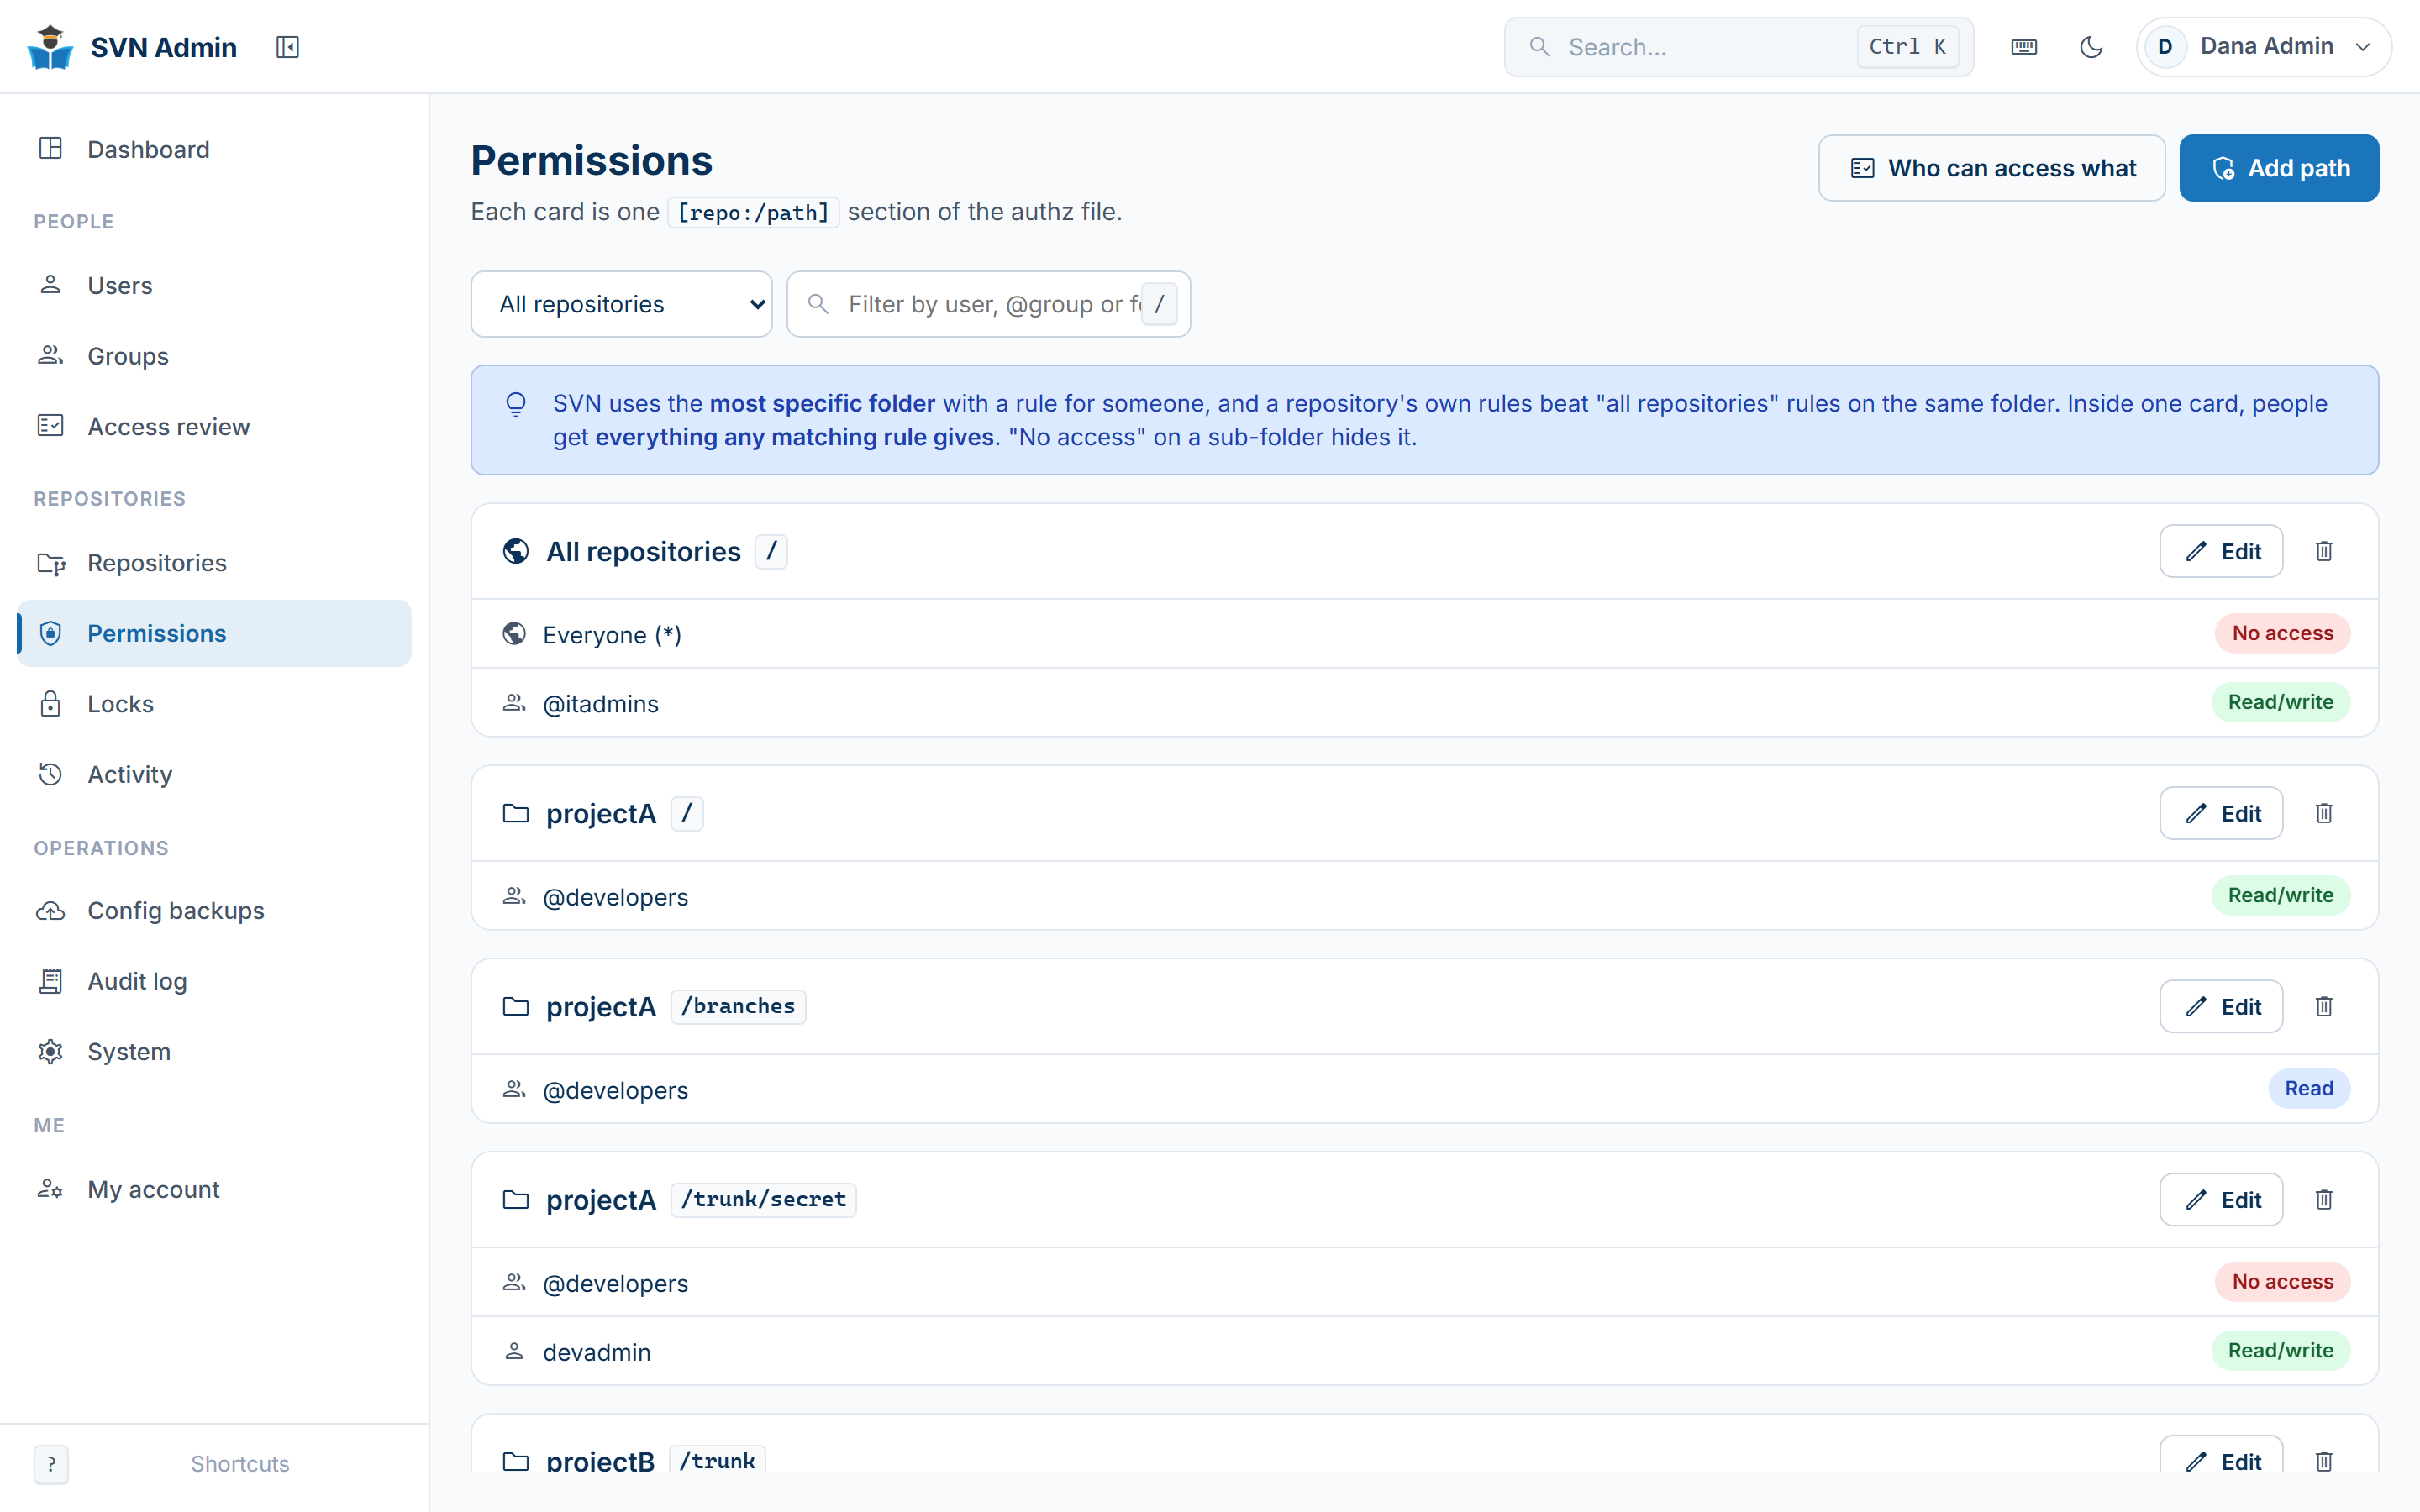 SVN Admin
Search...
Ctrl K
D
Dana Admin
Dashboard
PEOPLE
Users
Groups
Access review
REPOSITORIES
Repositories
Permissions
Locks
Activity
OPERATIONS
Config backups
Audit log
System
ME
My account
?
Shortcuts
Permissions
Each card is one [repo:/path] section of the authz file.
Who can access what
Add path
All repositories
Filter by user, @group or
/
SVN uses the most specific folder with a rule for someone, and a repository's own rules beat "all repositories" rules on the same folder. Inside one card, people
get everything any matching rule gives. "No access" on a sub-folder hides it.
All repositories /
Edit
Everyone (*)
No access
@itadmins
Read/write
projectA /
Edit
@developers
Read/write
projectA /branches
Edit
@developers
Read
projectA /trunk/secret
Edit
@developers
No access
devadmin
Read/write
projectB /trunk
Edit